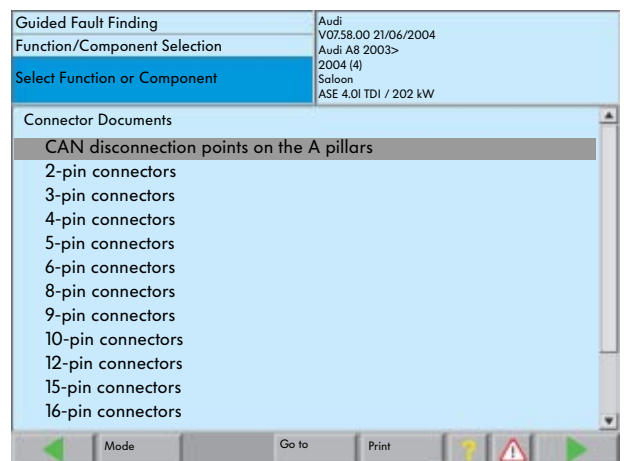 Guided Fault Finding
Function/Component Selection
Select Function or Component
Audi
V07.58.00 21/06/2004
Audi A8 2003>
2004 (4)
Saloon
ASE 4.0l TDI / 202 kW
Connector Documents
CAN disconnection points on the A pillars
2-pin connectors
3-pin connectors
4-pin connectors
5-pin connectors
6-pin connectors
8-pin connectors
9-pin connectors
10-pin connectors
12-pin connectors
15-pin connectors
16-pin connectors
Mode
Go to
Print
?
!